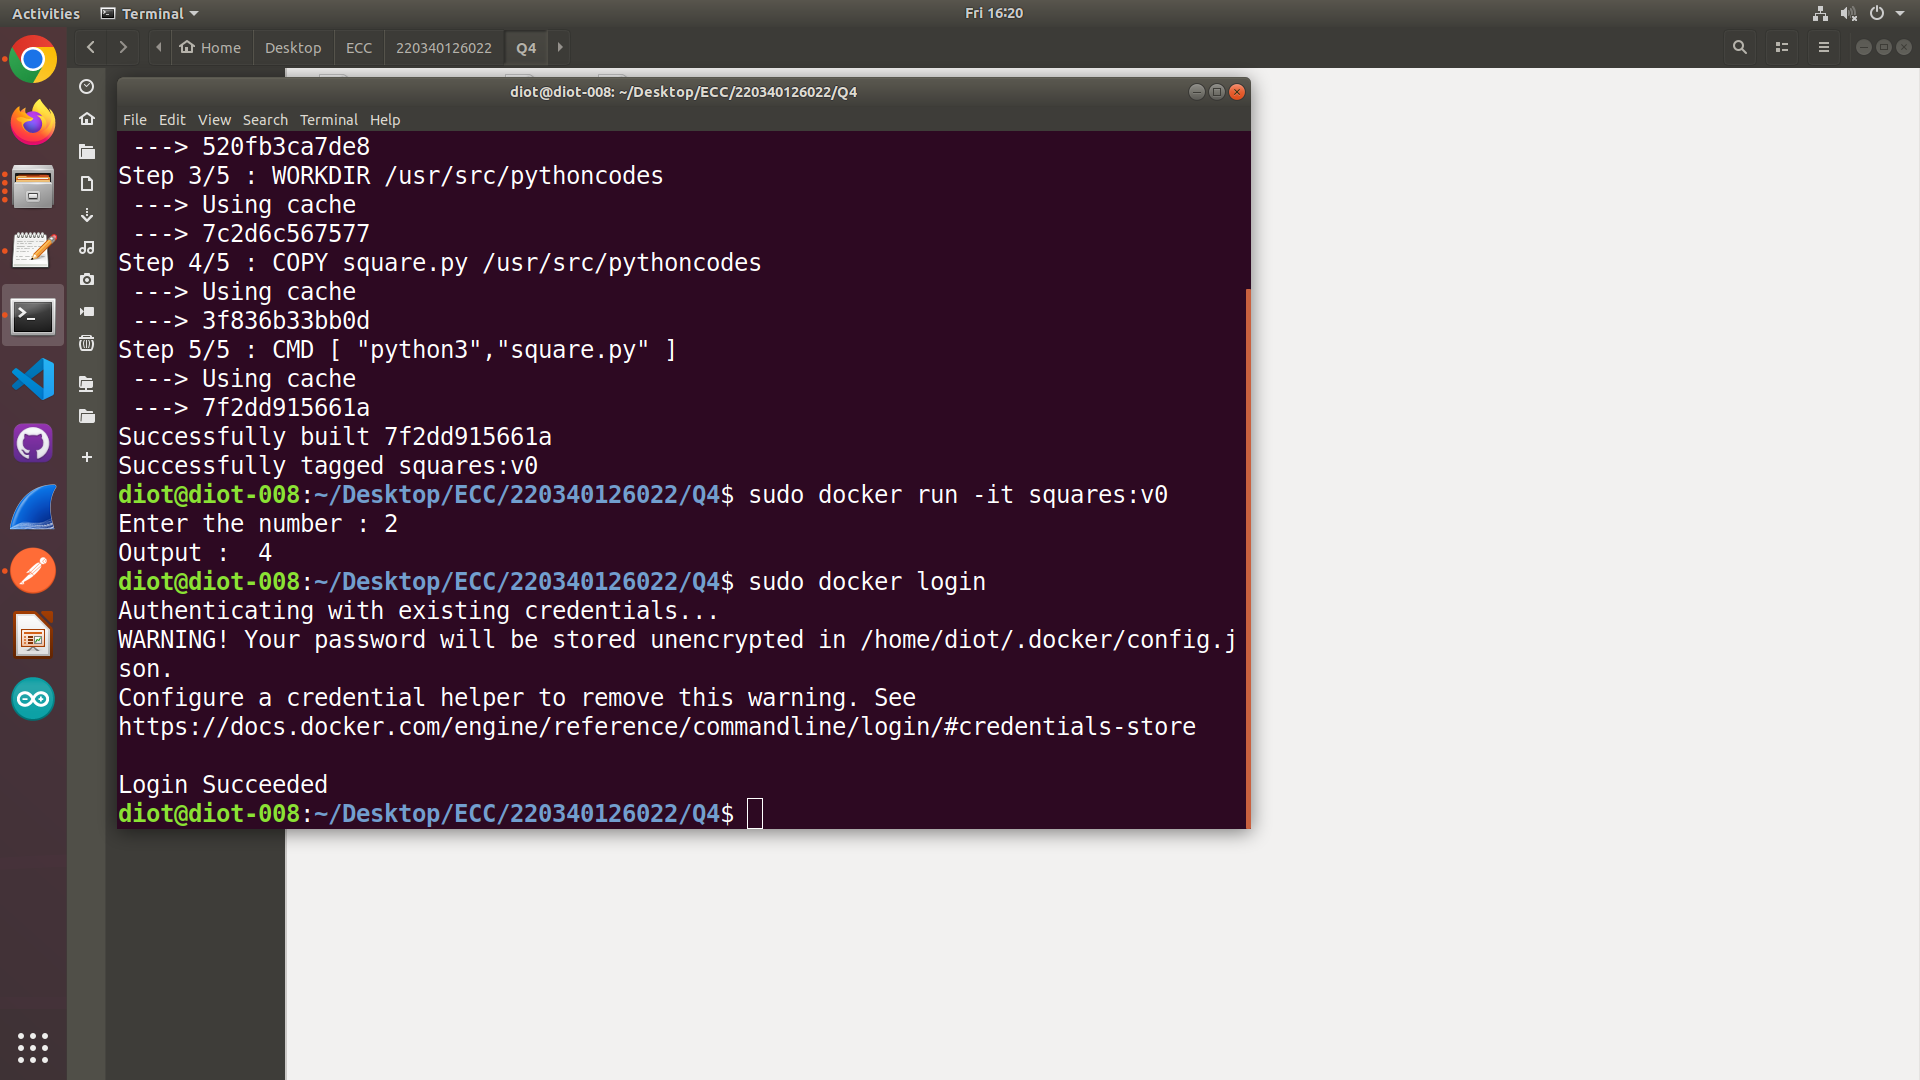 Activities Terminal Fri 16:20
Home Desktop ECC 220340126022 Q4
diot@diot-008: ~/Desktop/ECC/220340126022/Q4
File Edit View Search Terminal Help
---> 520fb3ca7de8
Step 3/5 : WORKDIR /usr/src/pythoncodes
---> Using cache
---> 7c2d6c567577
Step 4/5 : COPY square.py /usr/src/pythoncodes
---> Using cache
---> 3f836b33bb0d
Step 5/5 : CMD [ "python3","square.py" ]
---> Using cache
---> 7f2dd915661a
Successfully built 7f2dd915661a
Successfully tagged squares:v0
diot@diot-008:~/Desktop/ECC/220340126022/Q4$ sudo docker run -it squares:v0
Enter the number : 2
Output :  4
diot@diot-008:~/Desktop/ECC/220340126022/Q4$ sudo docker login
Authenticating with existing credentials...
WARNING! Your password will be stored unencrypted in /home/diot/.docker/config.j
son.
Configure a credential helper to remove this warning. See
https://docs.docker.com/engine/reference/commandline/login/#credentials-store
Login Succeeded
diot@diot-008:~/Desktop/ECC/220340126022/Q4$